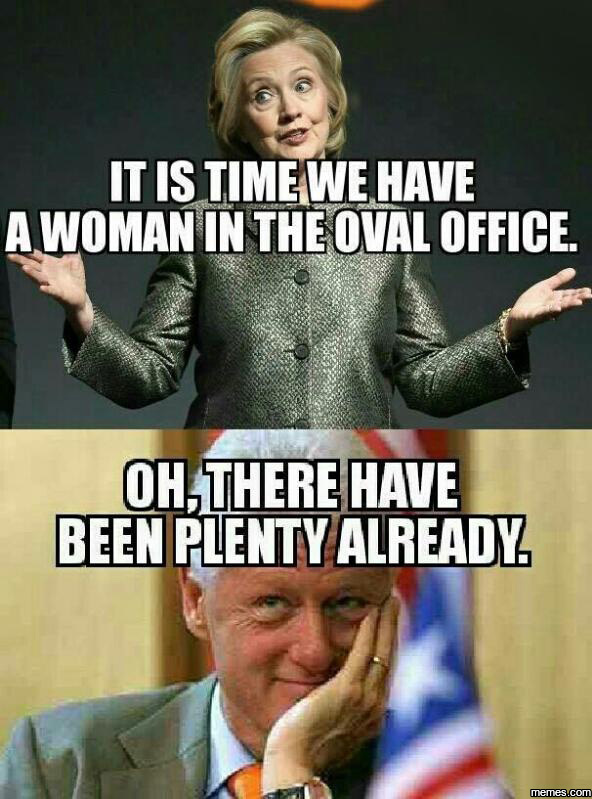 IT IS TIME WE HAVE
A WOMAN IN THE OVAL OFFICE.
OH, THERE HAVE
BEEN PLENTY ALREADY.
memes.com